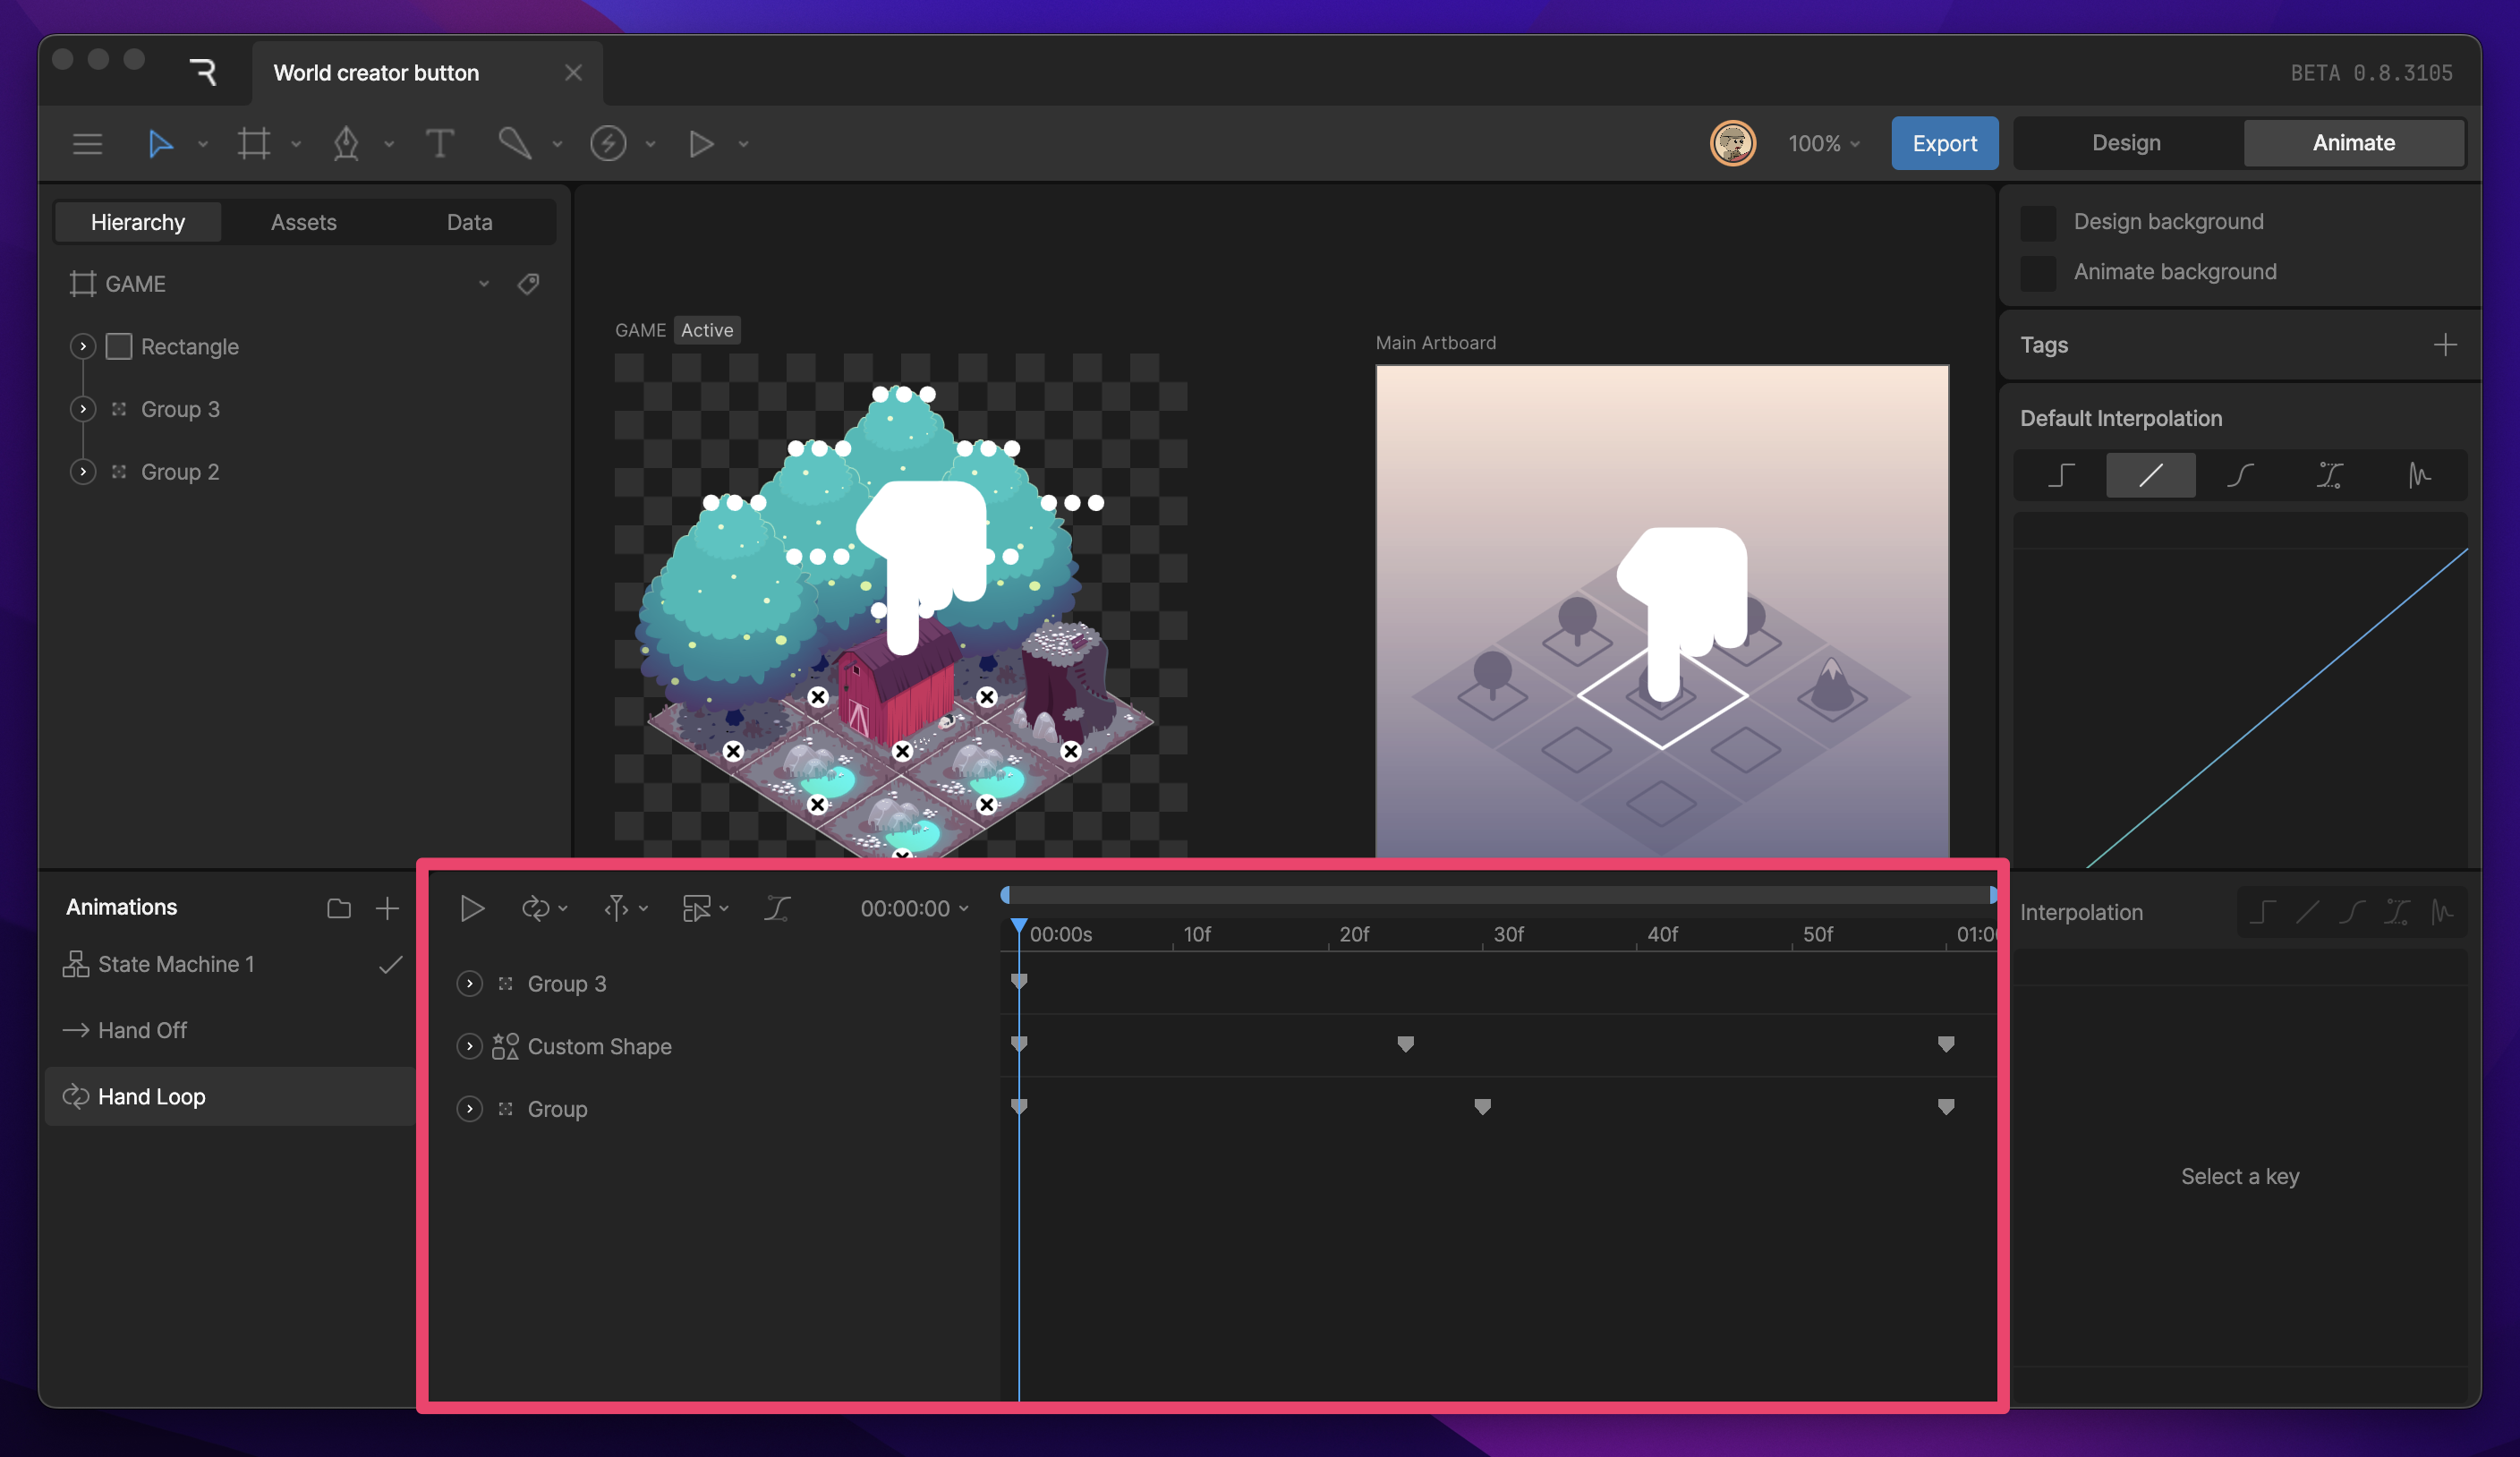 World creator button
BETA 0.8.3105
100%
Export
Design
Animate
Hierarchy
Assets
Data
GAME
Rectangle
Group 3
Group 2
GAME
Active
Main Artboard
Design background
Animate background
Tags
Default Interpolation
Animations
State Machine 1
Hand Off
Hand Loop
00:00:00
00:00s
10f
20f
30f
40f
50f
01:00
Group 3
Custom Shape
Group
Interpolation
Select a key